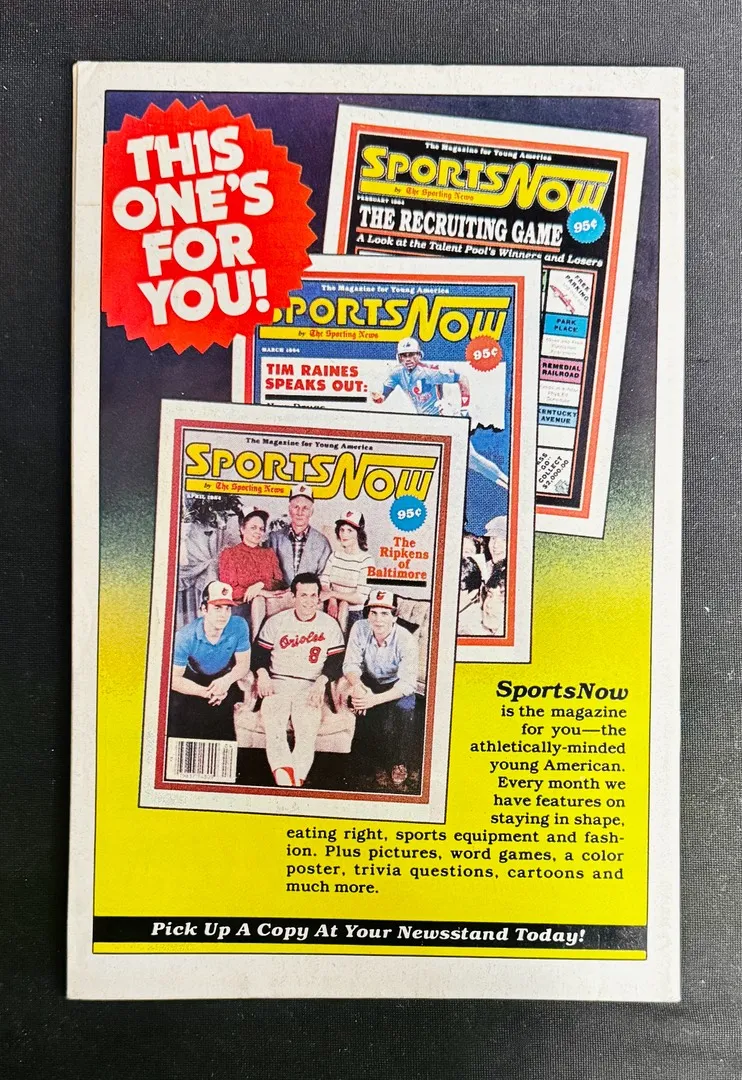 THIS
ONE'S
FOR
YOU!
The Magazine for Young America
SPORTSNOW
by The Sporting News
FEBRUARY 1984
95¢
THE RECRUITING GAME
A Look at the Talent Pool's Winners and Losers
FREE
PARKING
PARK
PLACE
REMEDIAL
RAILROAD
KENTUCKY
AVENUE
COLLECT
$2,000.00
The Magazine for Young America
SPORTSNOW
by The Sporting News
MARCH 1984
95¢
TIM RAINES
SPEAKS OUT:
The Magazine for Young America
SPORTSNOW
by The Sporting News
APRIL 1984
95¢
The
Ripkens
of
Baltimore
Orioles
8
SportsNow
is the magazine
for you—the
athletically-minded
young American.
Every month we
have features on
staying in shape,
eating right, sports equipment and fash-
ion. Plus pictures, word games, a color
poster, trivia questions, cartoons and
much more.
Pick Up A Copy At Your Newsstand Today!